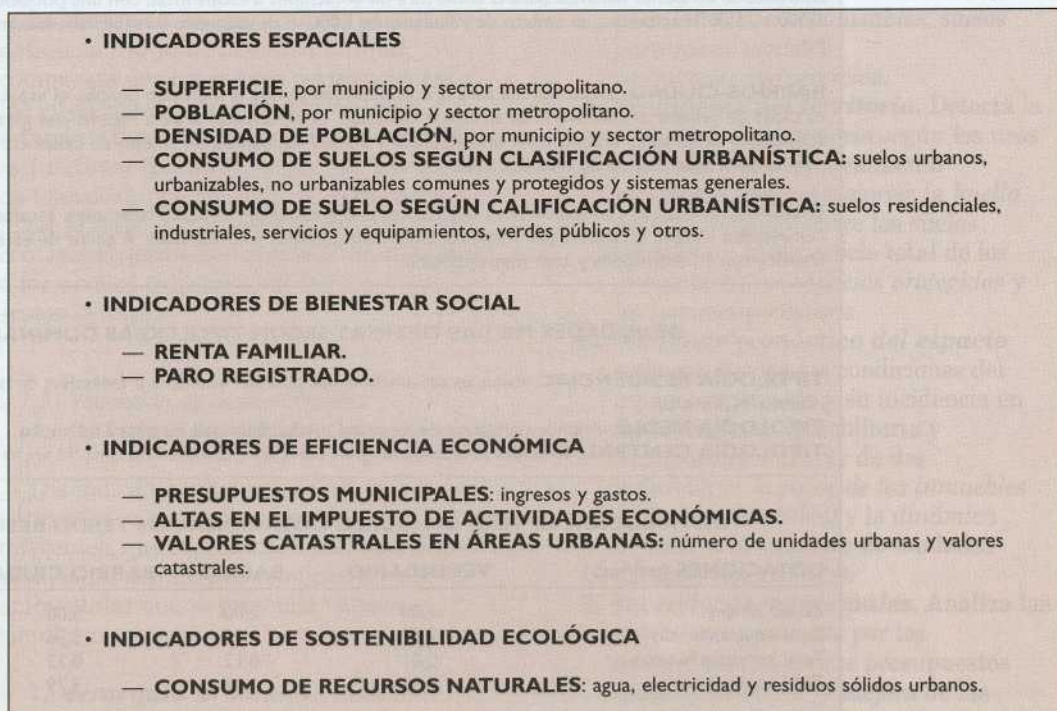 • INDICADORES ESPACIALES
— SUPERFICIE, por municipio y sector metropolitano.
— POBLACIÓN, por municipio y sector metropolitano.
— DENSIDAD DE POBLACIÓN, por municipio y sector metropolitano.
— CONSUMO DE SUELOS SEGÚN CLASIFICACIÓN URBANÍSTICA: suelos urbanos,
urbanizables, no urbanizables comunes y protegidos y sistemas generales.
— CONSUMO DE SUELO SEGÚN CALIFICACIÓN URBANÍSTICA: suelos residenciales,
industriales, servicios y equipamientos, verdes públicos y otros.
• INDICADORES DE BIENESTAR SOCIAL
— RENTA FAMILIAR.
— PARO REGISTRADO.
• INDICADORES DE EFICIENCIA ECONÓMICA
— PRESUPUESTOS MUNICIPALES: ingresos y gastos.
— ALTAS EN EL IMPUESTO DE ACTIVIDADES ECONÓMICAS.
— VALORES CATASTRALES EN ÁREAS URBANAS: número de unidades urbanas y valores
catastrales.
• INDICADORES DE SOSTENIBILIDAD ECOLÓGICA
— CONSUMO DE RECURSOS NATURALES: agua, electricidad y residuos sólidos urbanos.